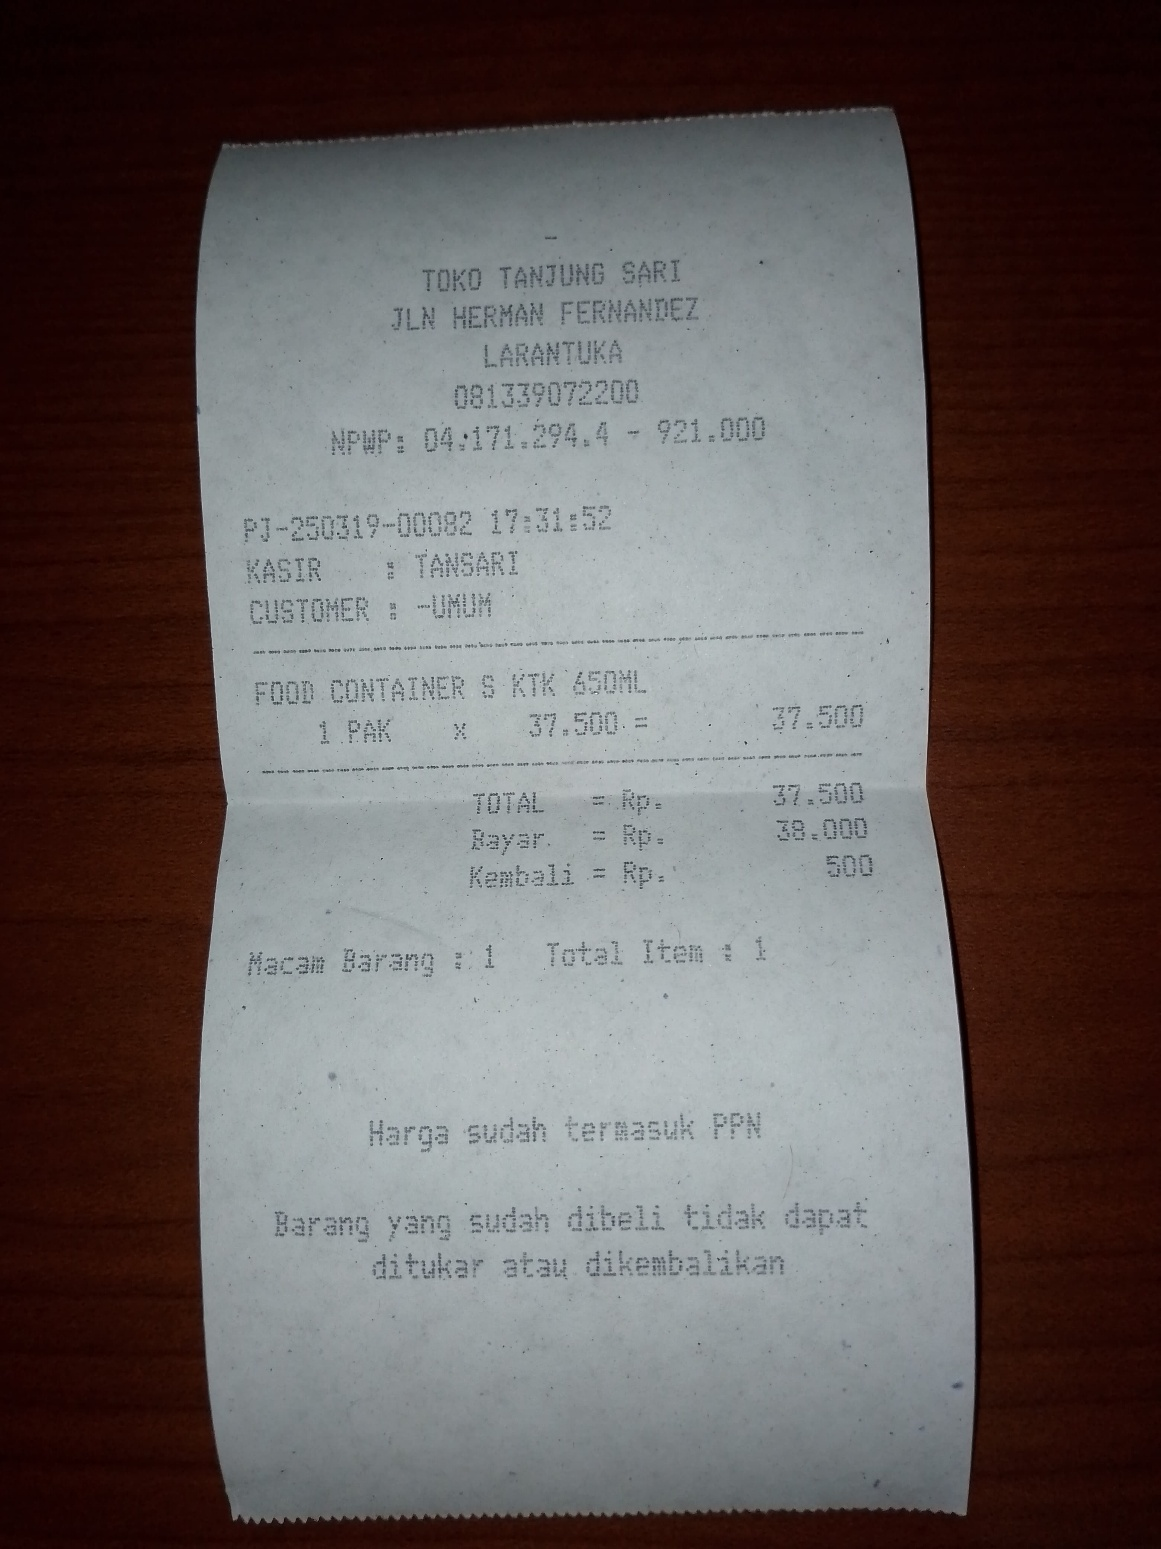 -
TOKO TANJUNG SARI
JLN HERMAN FERNANDEZ
LARANTUKA
081339072200
NPWP: 04.171.294.4 - 921.000
PJ-250319-00082 17:31:52
KASIR : TANSARI
CUSTOMER : -UMUM
FOOD CONTAINER S KTK 650ML
1 PAK x 37.500 = 37.500
TOTAL = Rp. 37.500
Bayar = Rp. 38.000
Kembali = Rp. 500
Macam Barang : 1 Total Item : 1
Harga sudah termasuk PPN
Barang yang sudah dibeli tidak dapat
ditukar atau dikembalikan